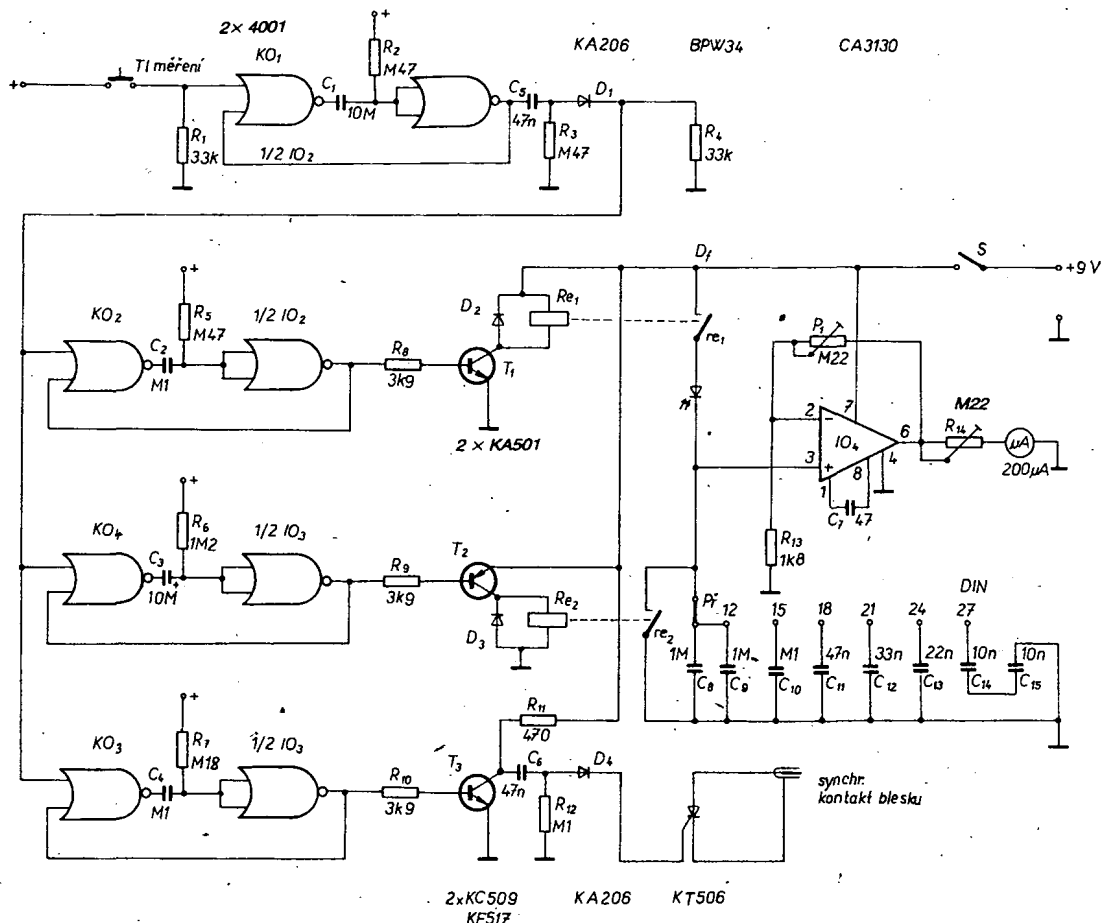 2× 4001
KA206
BPW34
CA3130
KO₁
+
R₂
M47
Tl měření
+
C₁
10M
C₅
47n
D₁
R₁
33k
1/2 IO₂
R₃
M47
R₄
33k
KO₂
+
R₅
M47
1/2 IO₂
C₂
M1
R₈
3k9
D₂
Re₁
T₁
2 × KA501
D_f
re₁
S
+9V
P₁
M22
2
7
−
IO₄
6
3
+
1
8
4
C₇
47
R₁₄
M22
μA
200μA
R₁₃
1k8
KO₄
+
R₆
1M2
1/2 IO₃
C₃
10M
+
R₉
3k9
T₂
Re₂
D₃
re₂
Př
DIN
12
15
18
21
24
27
1M
C₈
1M
C₉
M1
C₁₀
47n
C₁₁
33n
C₁₂
22n
C₁₃
10n
C₁₄
10n
C₁₅
KO₃
+
R₇
M18
1/2 IO₃
C₄
M1
R₁₀
3k9
T₃
R₁₁
470
C₆
47n
D₄
R₁₂
M1
synchr.
kontakt blesku
2xKC509
KF517
KA206
KT506